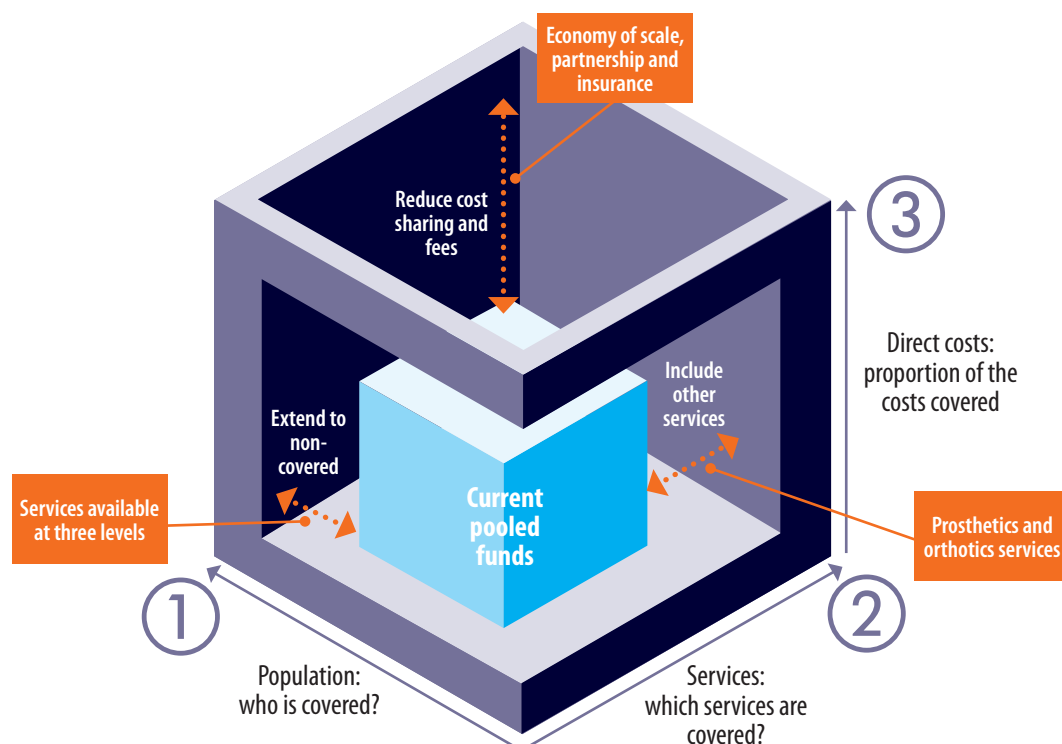 Economy of scale,
partnership and
insurance
Reduce cost
sharing and
fees
3
Direct costs:
proportion of the
costs covered
Include
other
services
Extend to
non-
covered
Services available
at three levels
Current
pooled
funds
Prosthetics and
orthotics services
1
2
Population:
who is covered?
Services:
which services are
covered?